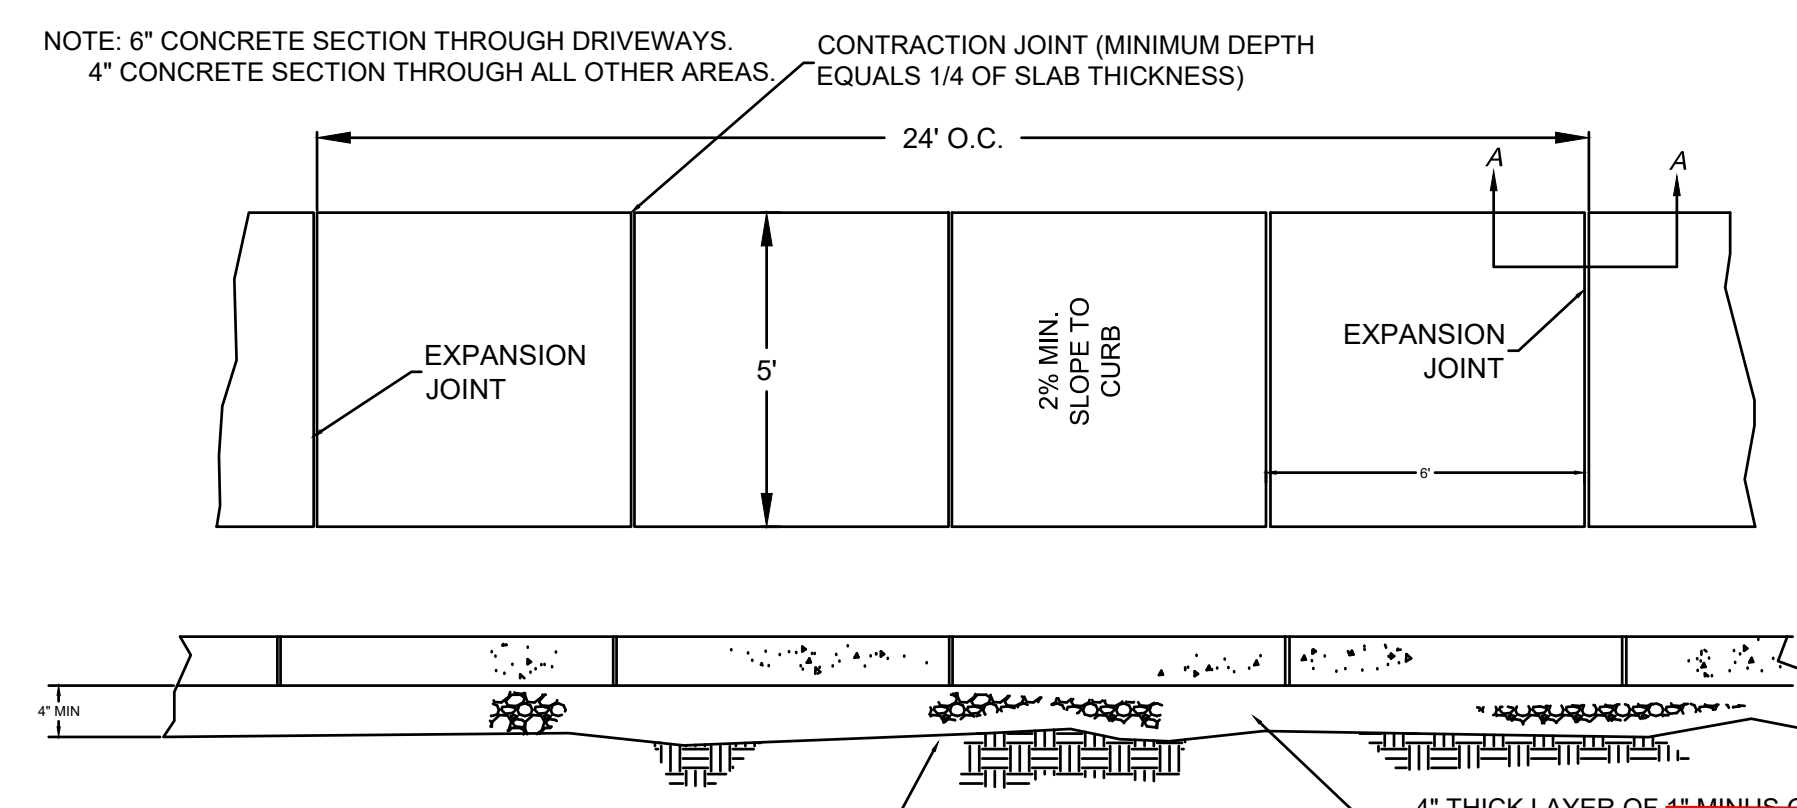 NOTE: 6" CONCRETE SECTION THROUGH DRIVEWAYS.
4" CONCRETE SECTION THROUGH ALL OTHER AREAS.
CONTRACTION JOINT (MINIMUM DEPTH
EQUALS 1/4 OF SLAB THICKNESS)
24' O.C.
A
A
EXPANSION
JOINT
5'
2% MIN.
SLOPE TO
CURB
EXPANSION
JOINT
6'
4" MIN
4" THICK LAYER OF 1" MINUS